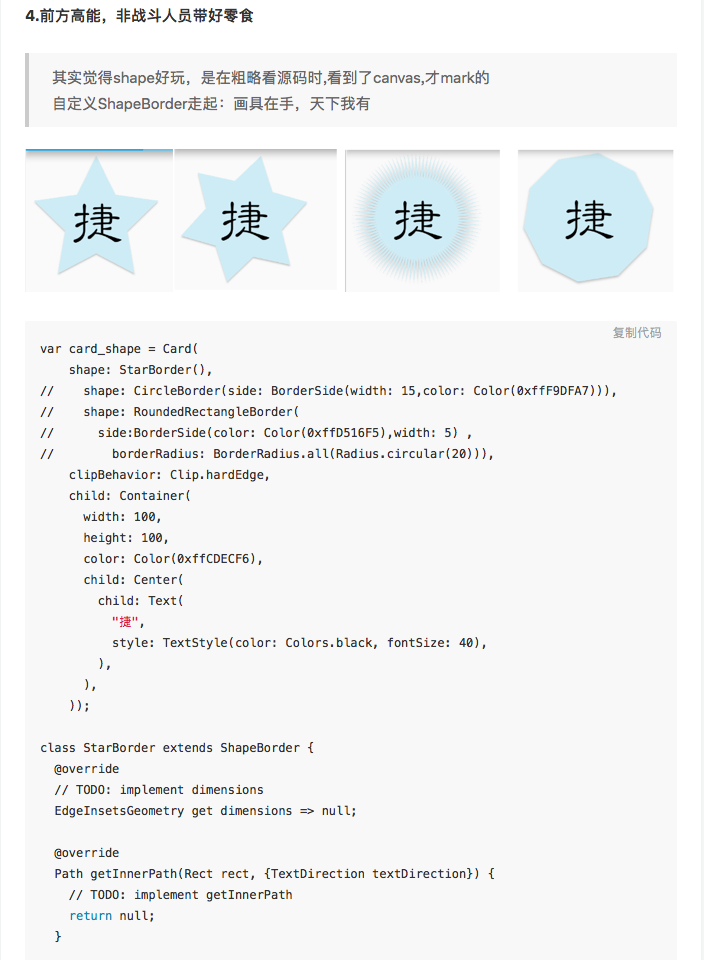 4.前方高能，非战斗人员带好零食
其实觉得shape好玩，是在粗略看源码时,看到了canvas,才mark的
自定义ShapeBorder走起：画具在手，天下我有
捷 捷 捷 捷
复制代码
var card_shape = Card(
    shape: StarBorder(),
//    shape: CircleBorder(side: BorderSide(width: 15,color: Color(0xffF9DFA7))),
//    shape: RoundedRectangleBorder(
//      side:BorderSide(color: Color(0xffD516F5),width: 5) ,
//        borderRadius: BorderRadius.all(Radius.circular(20))),
    clipBehavior: Clip.hardEdge,
    child: Container(
      width: 100,
      height: 100,
      color: Color(0xffCDECF6),
      child: Center(
        child: Text(
          "捷",
          style: TextStyle(color: Colors.black, fontSize: 40),
        ),
      ),
    ));
class StarBorder extends ShapeBorder {
  @override
  // TODO: implement dimensions
  EdgeInsetsGeometry get dimensions => null;
  @override
  Path getInnerPath(Rect rect, {TextDirection textDirection}) {
    // TODO: implement getInnerPath
    return null;
  }